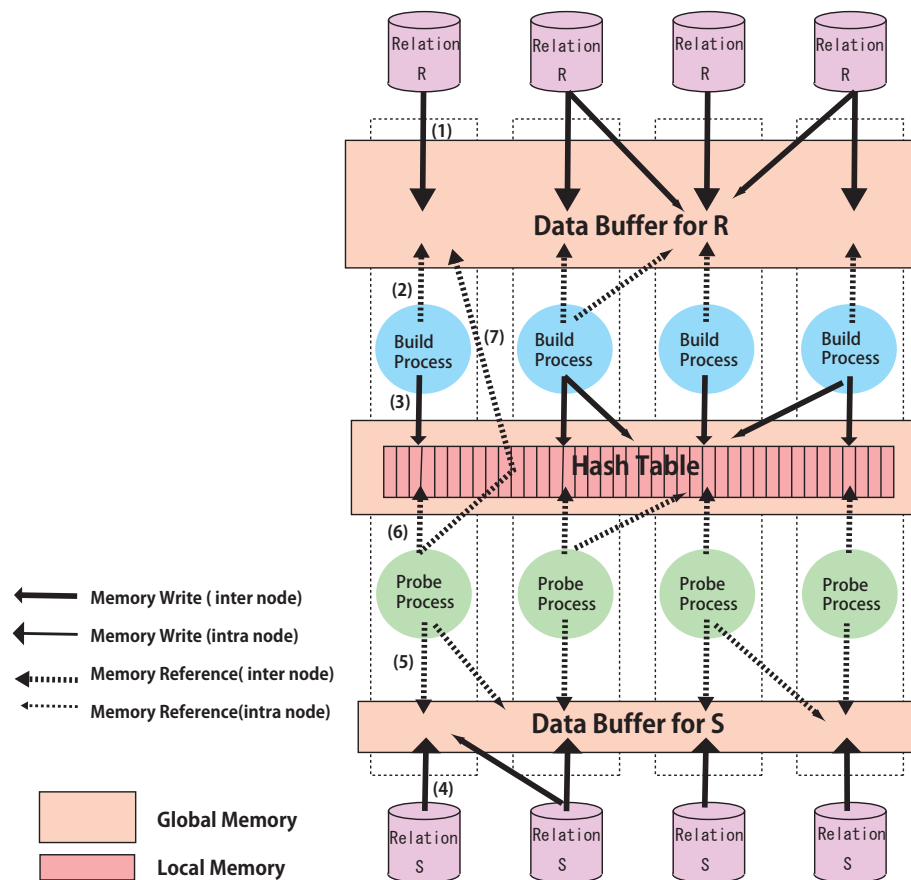 Relation
R
Relation
R
Relation
R
Relation
R
(1)
Data Buffer for R
(2)
(7)
Build
Process
Build
Process
Build
Process
Build
Process
(3)
Hash Table
(6)
Probe
Process
Probe
Process
Probe
Process
Probe
Process
Memory Write ( inter node)
Memory Write (intra node)
Memory Reference( inter node)
Memory Reference(intra node)
(5)
Data Buffer for S
(4)
Relation
S
Relation
S
Relation
S
Relation
S
Global Memory
Local Memory